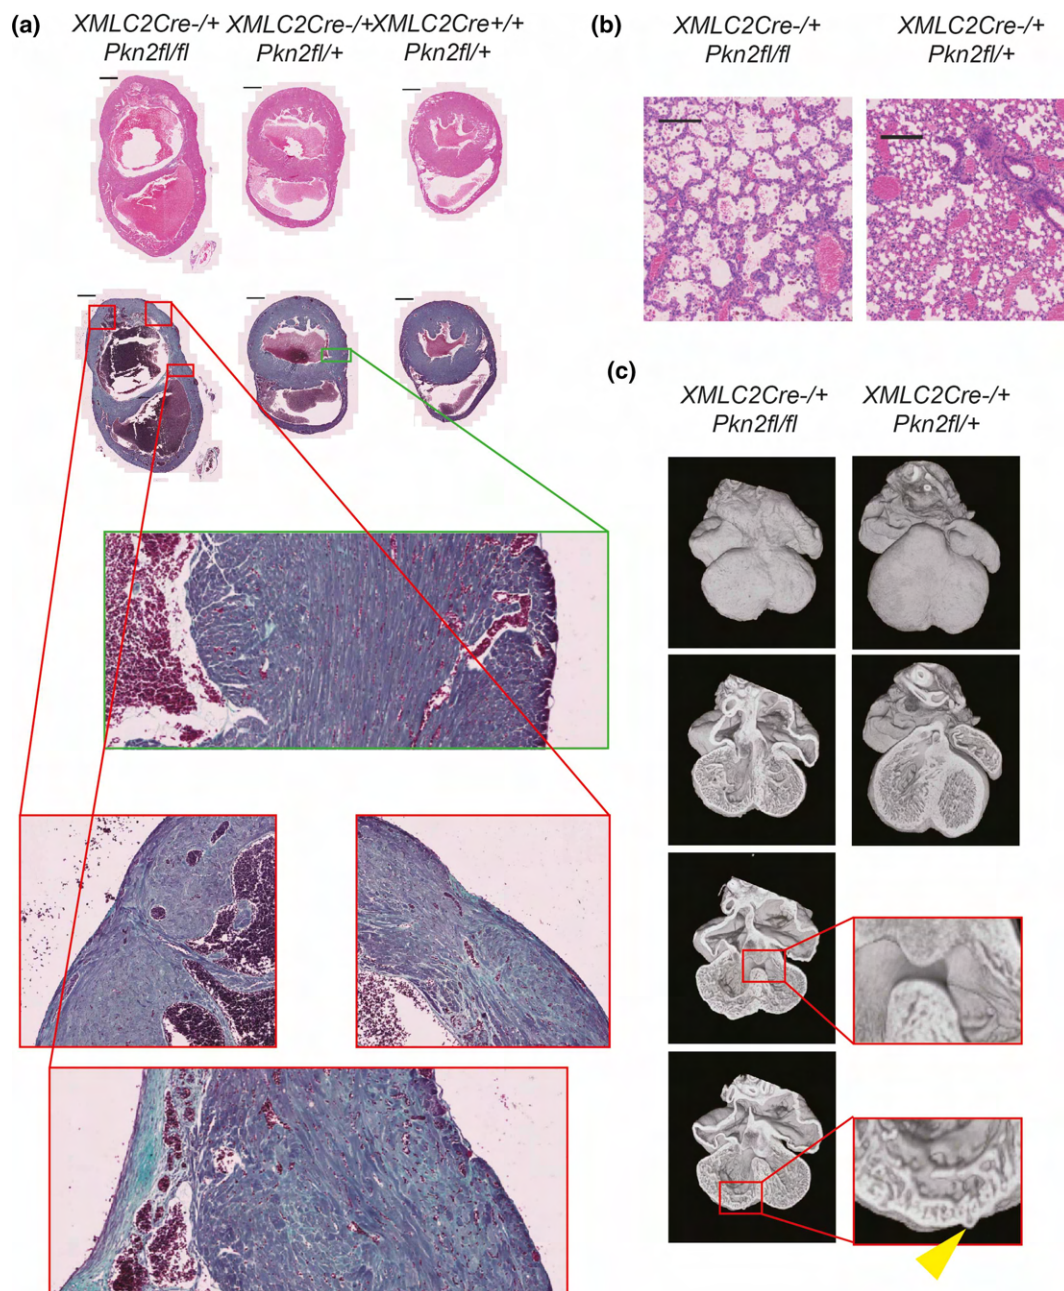 (a)
XMLC2Cre-/+ XMLC2Cre-/+ XMLC2Cre+/+
Pkn2fl/fl Pkn2fl/+ Pkn2fl/+
(b)
XMLC2Cre-/+ XMLC2Cre-/+
Pkn2fl/fl Pkn2fl/+
(c)
XMLC2Cre-/+ XMLC2Cre-/+
Pkn2fl/fl Pkn2fl/+